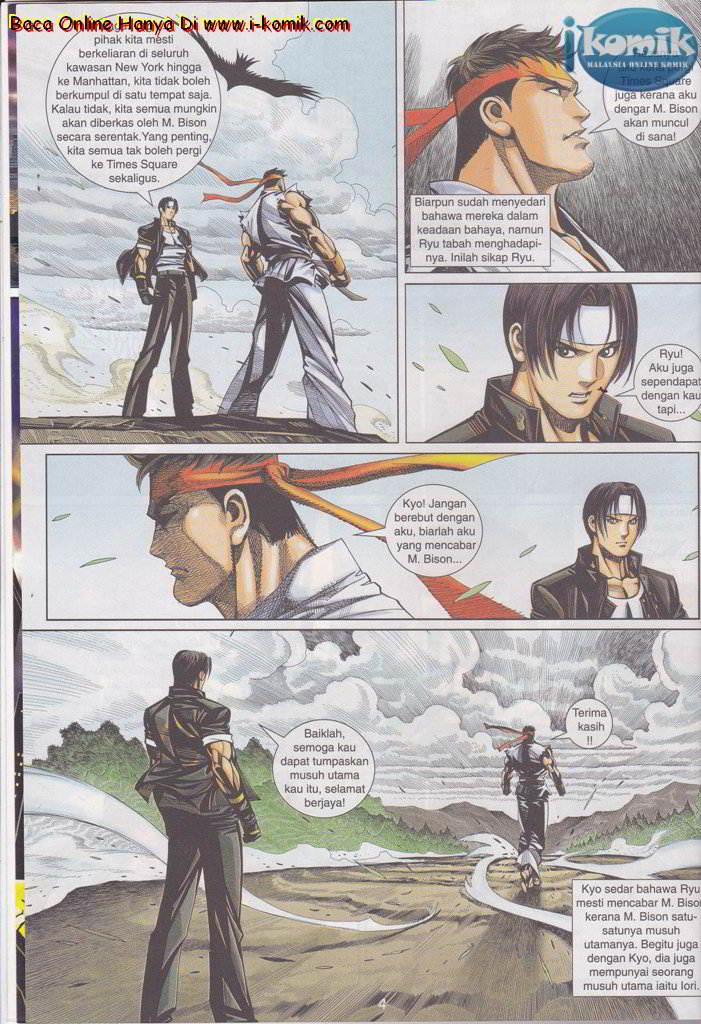 Baca Online Hanya Di www.i-komik.com
pihak kita mesti
berkeliaran di seluruh
kawasan New York hingga
ke Manhattan, kita tidak boleh
berkumpul di satu tempat saja.
Kalau tidak, kita semua mungkin
akan diberkas oleh M. Bison
secara serentak.Yang penting,
kita semua tak boleh pergi
ke Times Square
sekaligus.
ikomik
MALAYSIA ONLINE KOMIK
Times Square
juga kerana aku
dengar M. Bison
akan muncul
di sana!
Biarpun sudah menyedari
bahawa mereka dalam
keadaan bahaya, namun
Ryu tabah menghadapi-
nya. Inilah sikap Ryu.
Ryu!
Aku juga
sependapat
dengan kau
tapi...
Kyo! Jangan
berebut dengan
aku, biarlah aku
yang mencabar
M. Bison...
Baiklah,
semoga kau
dapat tumpaskan
musuh utama
kau itu, selamat
berjaya!
Terima
kasih
!!
Kyo sedar bahawa Ryu
mesti mencabar M. Bison
kerana M. Bison satu-
satunya musuh
utamanya. Begitu juga
dengan Kyo, dia juga
mempunyai seorang
musuh utama iaitu Iori.
4